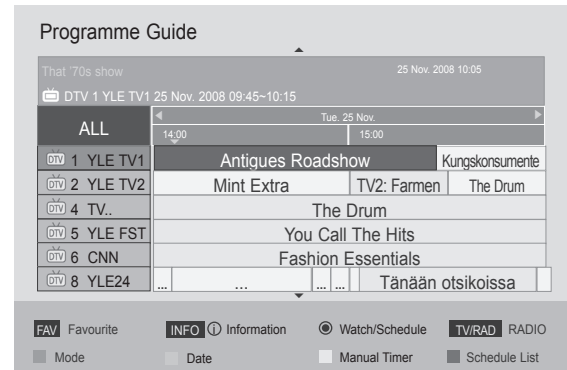 Programme Guide
That '70s show
25 Nov. 2008 10:05
DTV 1 YLE TV1 25 Nov. 2008 09:45~10:15
ALL
Tue. 25 Nov.
14:00 15:00
DTV 1 YLE TV1 Antigues Roadshow Kungskonsumente
DTV 2 YLE TV2 Mint Extra TV2: Farmen The Drum
DTV 4 TV.. The Drum
DTV 5 YLE FST You Call The Hits
DTV 6 CNN Fashion Essentials
DTV 8 YLE24 ... ... ... ... Tänään otsikoissa
FAV Favourite INFO i Information Watch/Schedule TV/RAD RADIO
Mode Date Manual Timer Schedule List